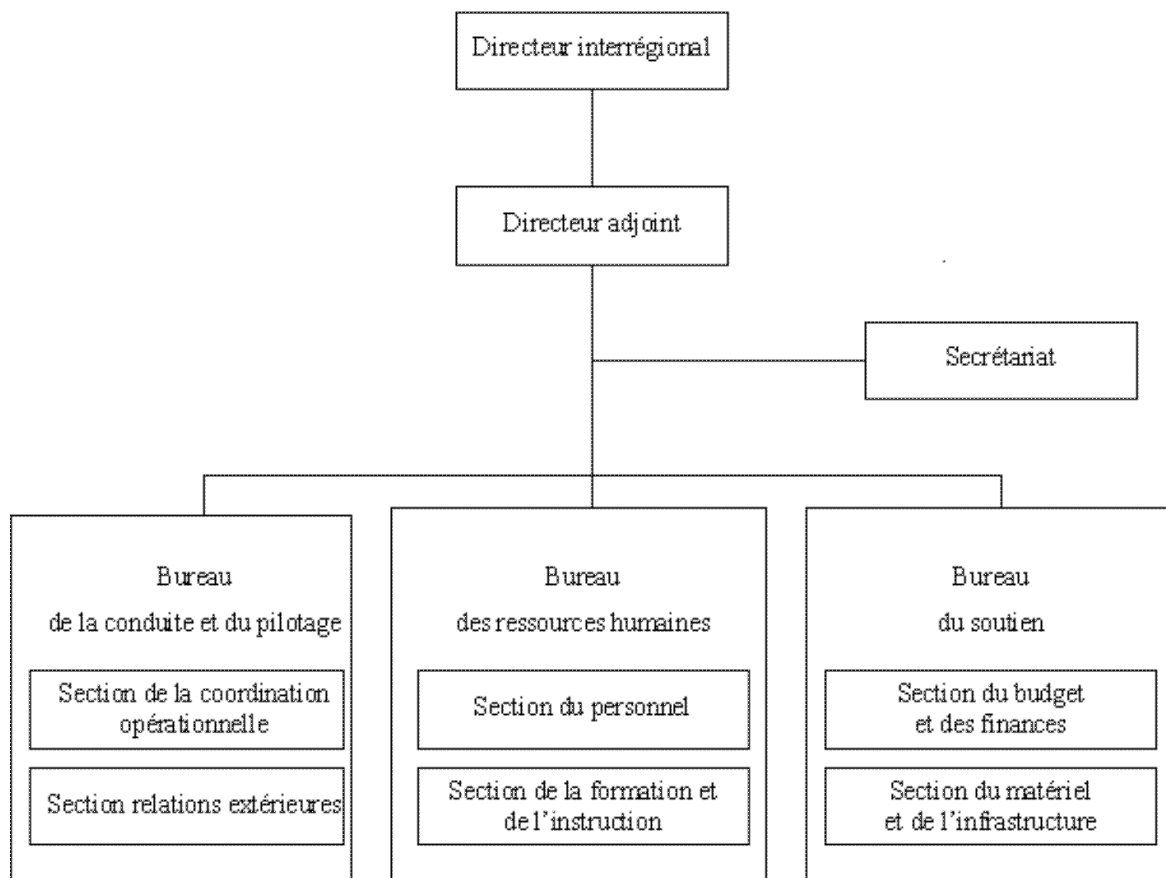 Directeur interrégional
Directeur adjoint
Secrétariat
Bureau
de la conduite et du pilotage
Section de la coordination
opérationnelle
Section relations extérieures
Bureau
des ressources humaines
Section du personnel
Section de la formation et
de l'instruction
Bureau
du soutien
Section du budget
et des finances
Section du matériel
et de l'infrastructure